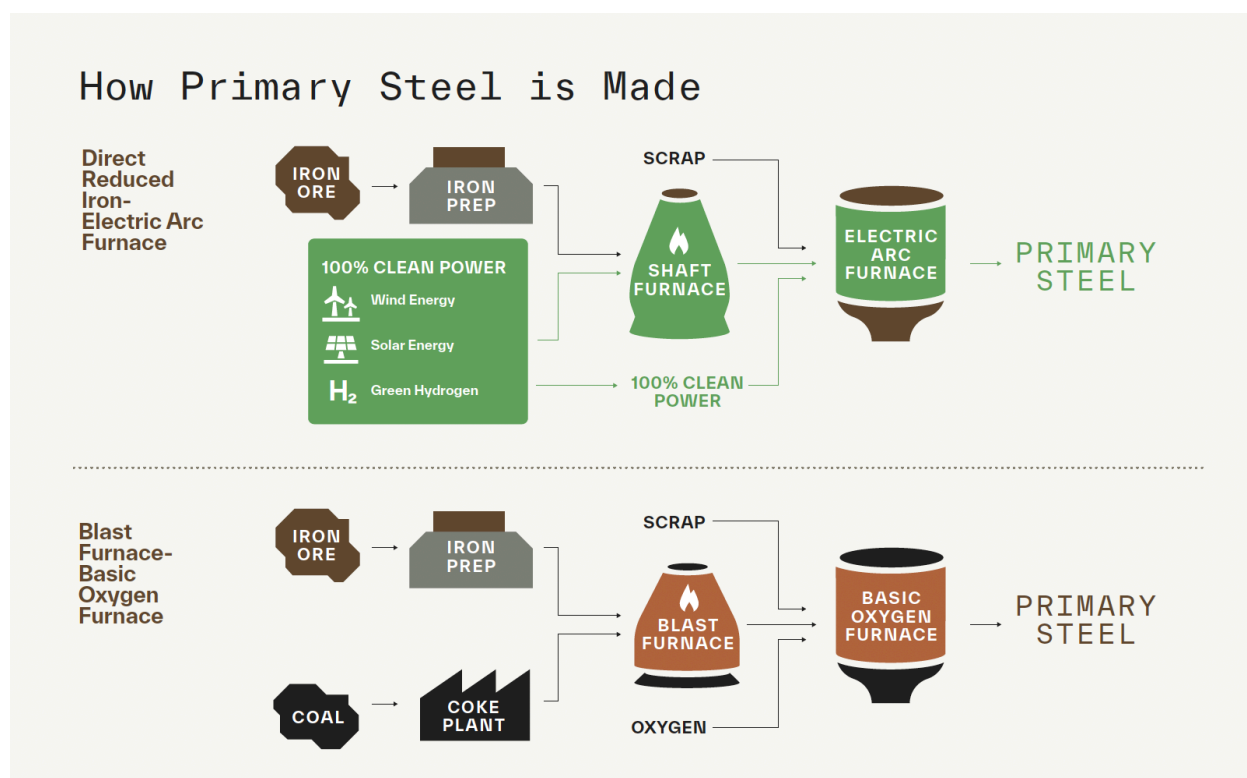 How Primary Steel is Made
Direct
Reduced
Iron-
Electric Arc
Furnace
IRON
ORE
IRON
PREP
100% CLEAN POWER
Wind Energy
Solar Energy
H₂ Green Hydrogen
SCRAP
SHAFT
FURNACE
100% CLEAN
POWER
ELECTRIC
ARC
FURNACE
PRIMARY
STEEL
Blast
Furnace-
Basic
Oxygen
Furnace
IRON
ORE
IRON
PREP
COAL
COKE
PLANT
SCRAP
BLAST
FURNACE
OXYGEN
BASIC
OXYGEN
FURNACE
PRIMARY
STEEL